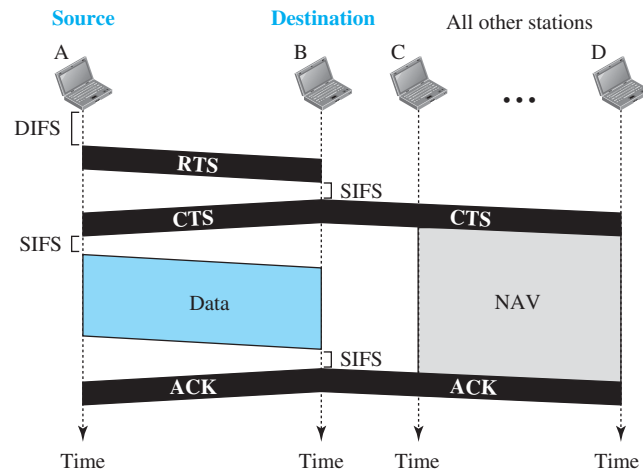 Source
Destination
All other stations
A
B
C
D
...
DIFS
RTS
SIFS
CTS
CTS
SIFS
Data
NAV
SIFS
ACK
ACK
Time
Time
Time
Time